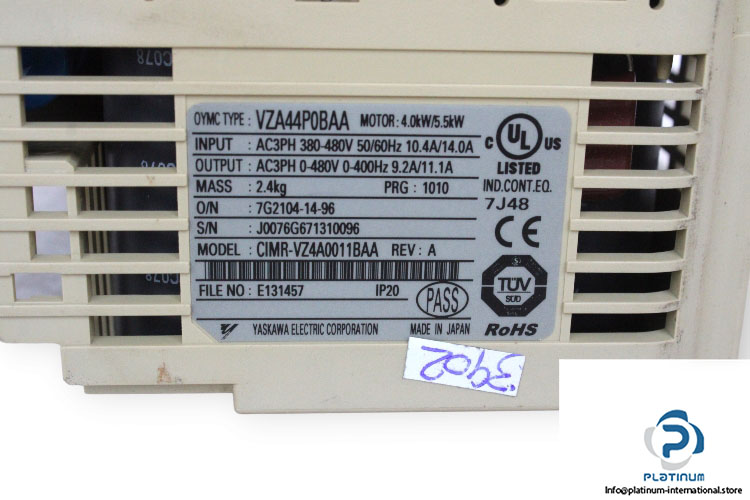 C078
OYMC TYPE : VZA44P0BAA MOTOR : 4.0kW/5.5kW
INPUT : AC3PH 380-480V 50/60Hz 10.4A/14.0A
OUTPUT : AC3PH 0-480V 0-400Hz 9.2A/11.1A
MASS : 2.4kg PRG : 1010
O/N : 7G2104-14-96
S/N : J0076G671310096
MODEL : CIMR-VZ4A0011BAA REV : A
FILE NO : E131457 IP20
PASS
YASKAWA ELECTRIC CORPORATION MADE IN JAPAN
C UL US
LISTED
IND.CONT.EQ.
7J48
CE
TÜV
SÜD
RoHS
3902
PLATINUM
Info@platinum-international.store